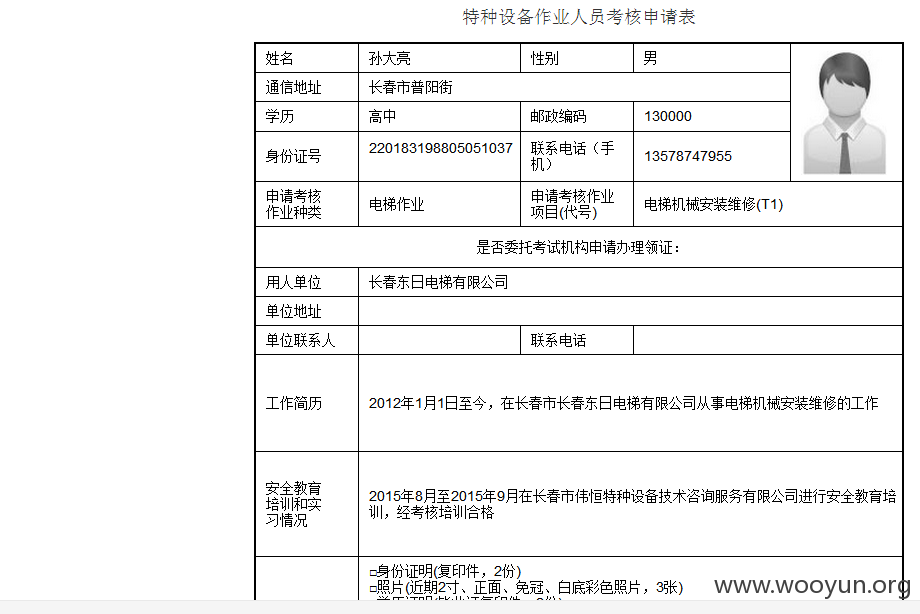 特种设备作业人员考核申请表
姓名 孙大亮 性别 男
通信地址 长春市普阳街
学历 高中 邮政编码 130000
身份证号 220183198805051037 联系电话（手
机） 13578747955
申请考核
作业种类 电梯作业 申请考核作业
项目(代号) 电梯机械安装维修(T1)
是否委托考试机构申请办理领证：
用人单位 长春东日电梯有限公司
单位地址
单位联系人 联系电话
工作简历 2012年1月1日至今，在长春市长春东日电梯有限公司从事电梯机械安装维修的工作
安全教育
培训和实
习情况
2015年8月至2015年9月在长春市伟恒特种设备技术咨询服务有限公司进行安全教育培
训，经考核培训合格
□身份证明(复印件，2份)
□照片(近期2寸、正面、免冠、白底彩色照片，3张)
www.wooyun.org